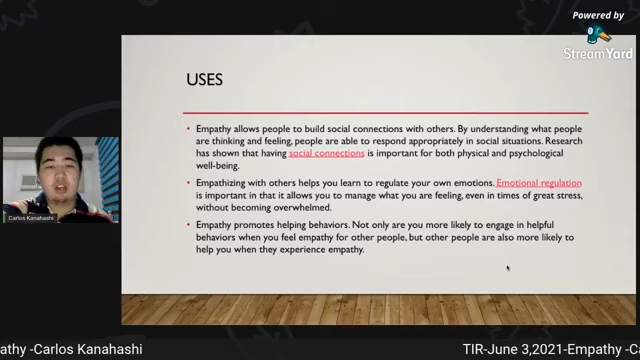 Powered by
StreamYard
USES
• Empathy allows people to build social connections with others. By understanding what people
are thinking and feeling, people are able to respond appropriately in social situations. Research
has shown that having social connections is important for both physical and psychological
well-being.
• Empathizing with others helps you learn to regulate your own emotions. Emotional regulation
is important in that it allows you to manage what you are feeling, even in times of great stress,
without becoming overwhelmed.
• Empathy promotes helping behaviors. Not only are you more likely to engage in helpful
behaviors when you feel empathy for other people, but other people are also more likely to
help you when they experience empathy.
Carlos Kanahashi
athy -Carlos Kanahashi
TIR-June 3,2021-Empathy -Ca